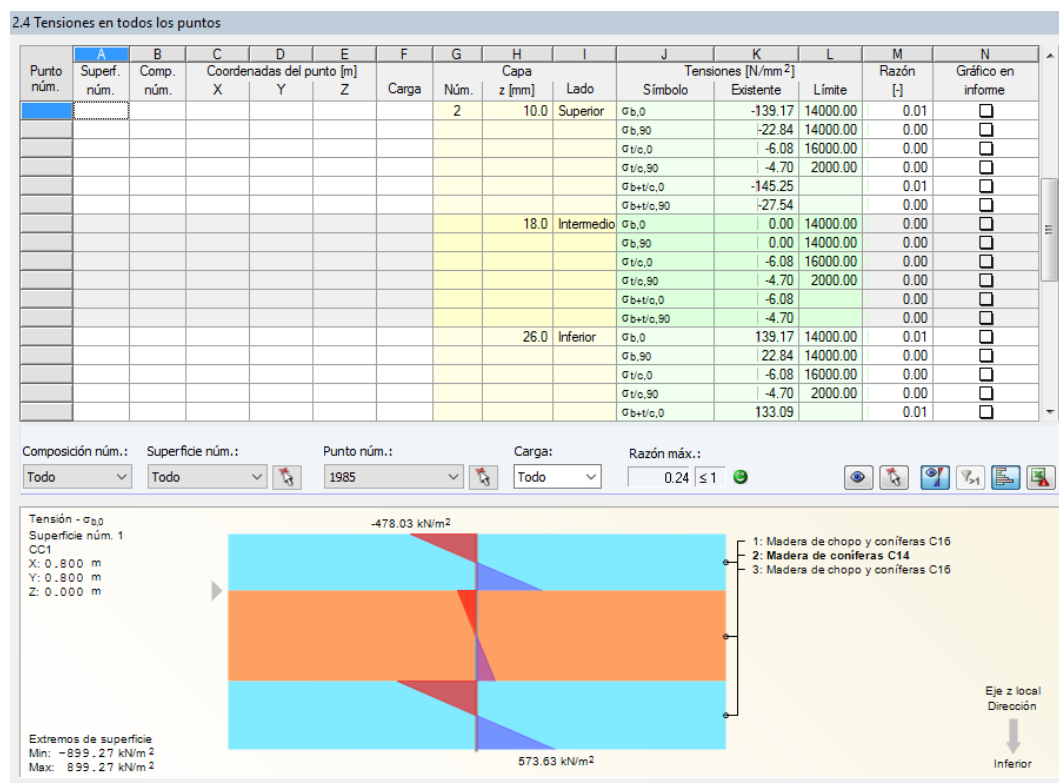 2.4 Tensiones en todos los puntos
A B C D E F G H I J K L M N
Punto Superf. Comp. Coordenadas del punto [m] Capa Tensiones [N/mm²] Razón Gráfico en
núm. núm. núm. X Y Z Carga Núm. z [mm] Lado Símbolo Existente Límite [-] informe
2 10.0 Superior σb,0 -139.17 14000.00 0.01
σb,90 -22.84 14000.00 0.00
σt/c,0 -6.08 16000.00 0.00
σt/c,90 -4.70 2000.00 0.00
σb+t/c,0 -145.25 0.01
σb+t/c,90 -27.54 0.00
18.0 Intermedio σb,0 0.00 14000.00 0.00
σb,90 0.00 14000.00 0.00
σt/c,0 -6.08 16000.00 0.00
σt/c,90 -4.70 2000.00 0.00
σb+t/c,0 -6.08 0.00
σb+t/c,90 -4.70 0.00
26.0 Inferior σb,0 139.17 14000.00 0.01
σb,90 22.84 14000.00 0.00
σt/c,0 -6.08 16000.00 0.00
σt/c,90 -4.70 2000.00 0.00
σb+t/c,0 133.09 0.01
Composición núm.: Superficie núm.: Punto núm.: Carga: Razón máx.:
Todo Todo 1985 Todo 0.24 ≤ 1 >1
Tensión - σb,0
Superficie núm. 1
CC1
X: 0.800 m
Y: 0.800 m
Z: 0.000 m
-478.03 kN/m²
1: Madera de chopo y coníferas C16
2: Madera de coníferas C14
3: Madera de chopo y coníferas C16
Eje z local
Dirección
Inferior
573.63 kN/m²
Extremos de superficie
Min: -899.27 kN/m²
Max: 899.27 kN/m²